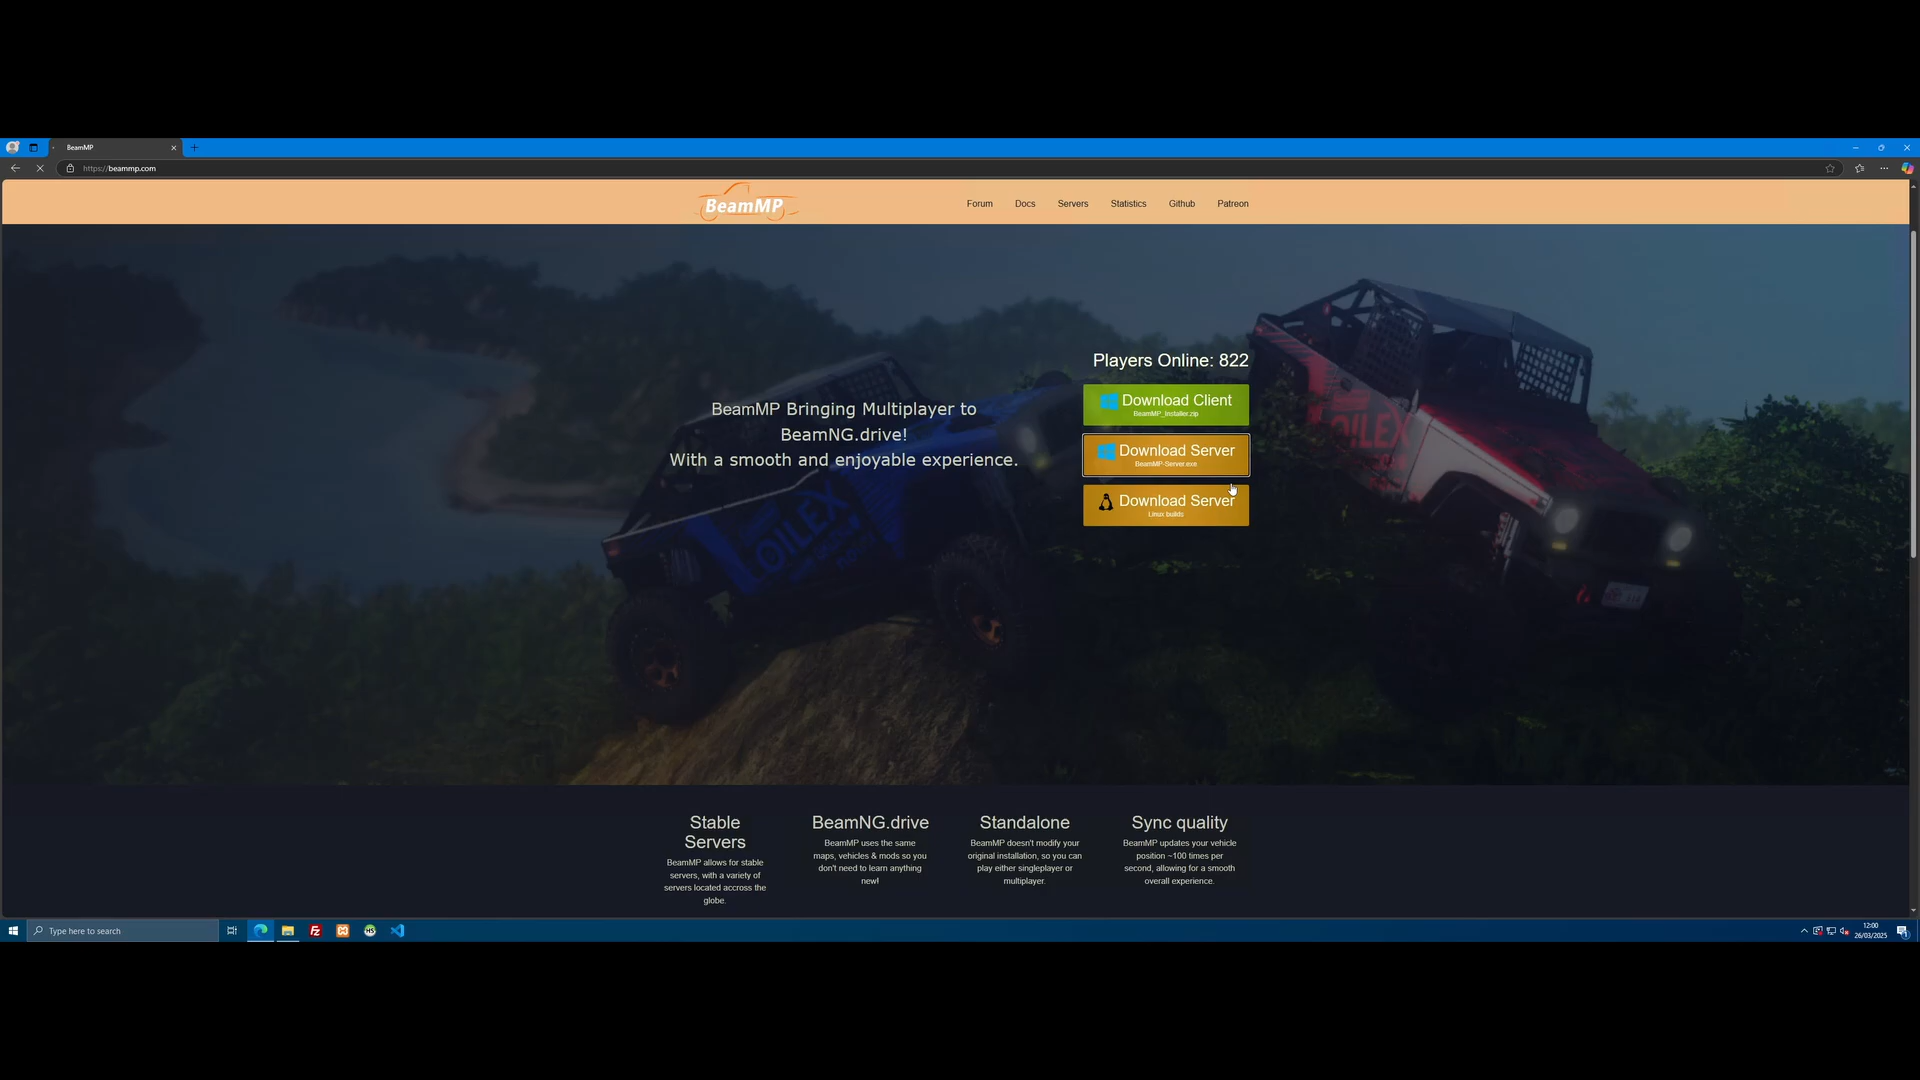 BeamMP
https://beammp.com
BeamMP
Forum
Docs
Servers
Statistics
Github
Patreon
Players Online: 822
Download Client
BeamMP_Installer.zip
BeamMP Bringing Multiplayer to
BeamNG.drive!
With a smooth and enjoyable experience.
Download Server
BeamMP-Server.exe
Download Server
Linux builds
OILEX
OILEX
Stable
Servers
BeamMP allows for stable
servers, with a variety of
servers located accross the
globe.
BeamNG.drive
BeamMP uses the same
maps, vehicles & mods so you
don't need to learn anything
new!
Standalone
BeamMP doesn't modify your
original installation, so you can
play either singleplayer or
multiplayer.
Sync quality
BeamMP updates your vehicle
position ~100 times per
second, allowing for a smooth
overall experience.
Type here to search
12:00
26/03/2025